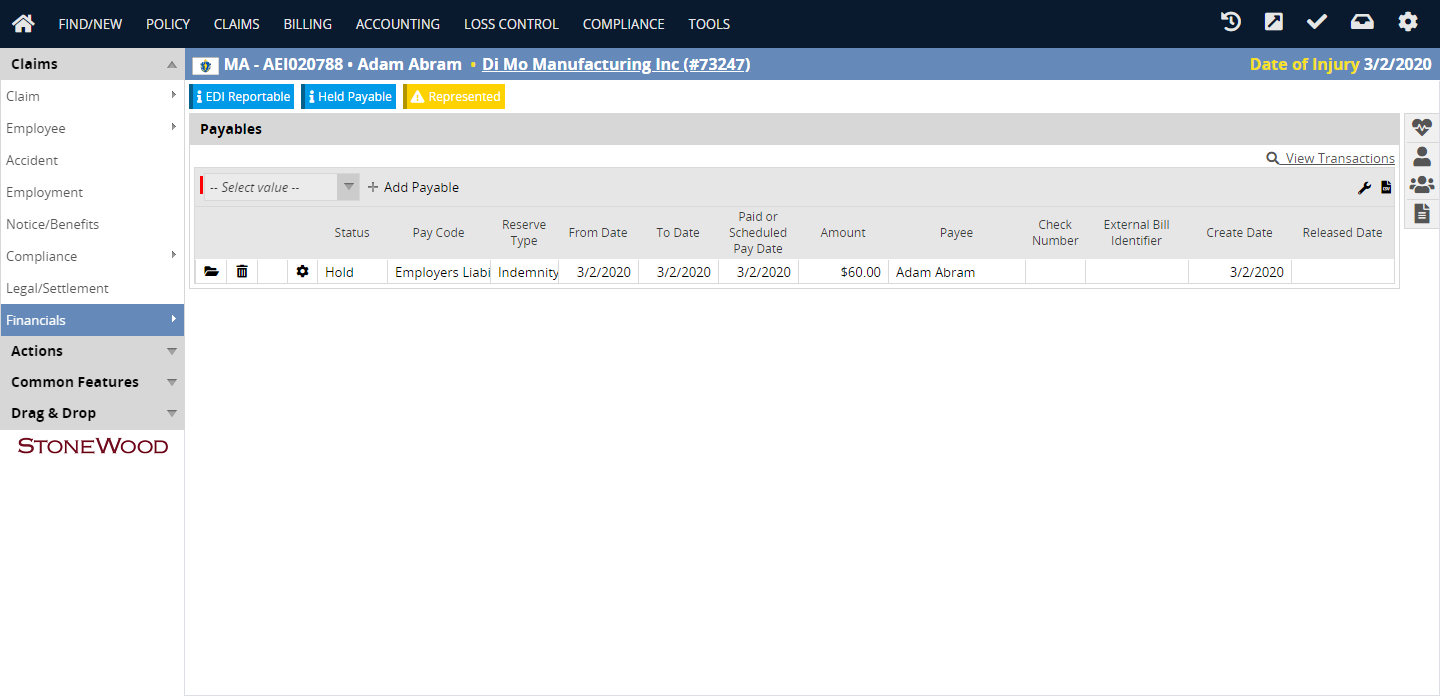 FIND/NEW POLICY CLAIMS BILLING ACCOUNTING LOSS CONTROL COMPLIANCE TOOLS
Claims
MA - AEI020788 • Adam Abram • Di Mo Manufacturing Inc (#73247)
Date of Injury 3/2/2020
Claim
Employee
Accident
Employment
Notice/Benefits
Compliance
Legal/Settlement
Financials
Actions
Common Features
Drag & Drop
STONEWOOD
EDI Reportable Held Payable Represented
Payables
View Transactions
-- Select value -- Add Payable
Status Pay Code Reserve Type From Date To Date Paid or Scheduled Pay Date Amount Payee Check Number External Bill Identifier Create Date Released Date
Hold Employers Liabi Indemnity 3/2/2020 3/2/2020 3/2/2020 $60.00 Adam Abram 3/2/2020